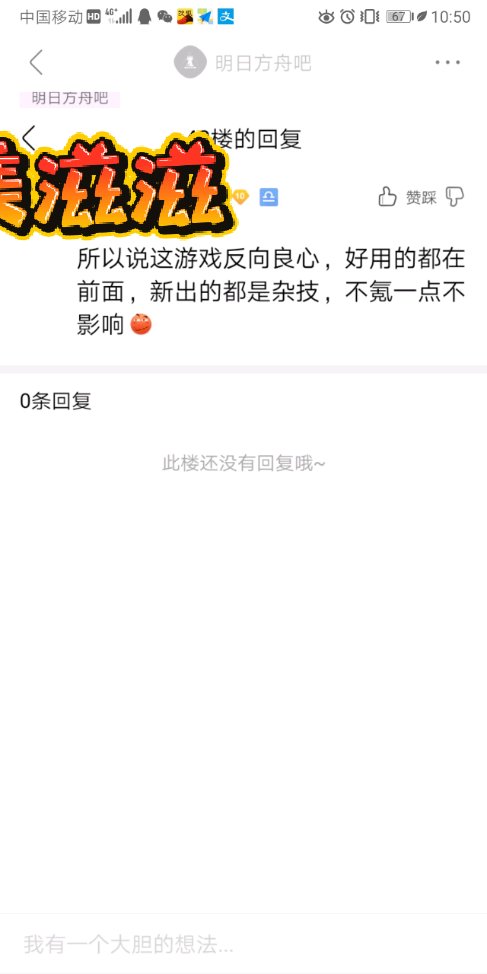 中国移动 HD 4G+ 67 10:50
明日方舟吧
明日方舟吧
楼的回复
美滋滋
10
赞踩
所以说这游戏反向良心，好用的都在
前面，新出的都是杂技，不氪一点不
影响
0条回复
此楼还没有回复哦~
我有一个大胆的想法...